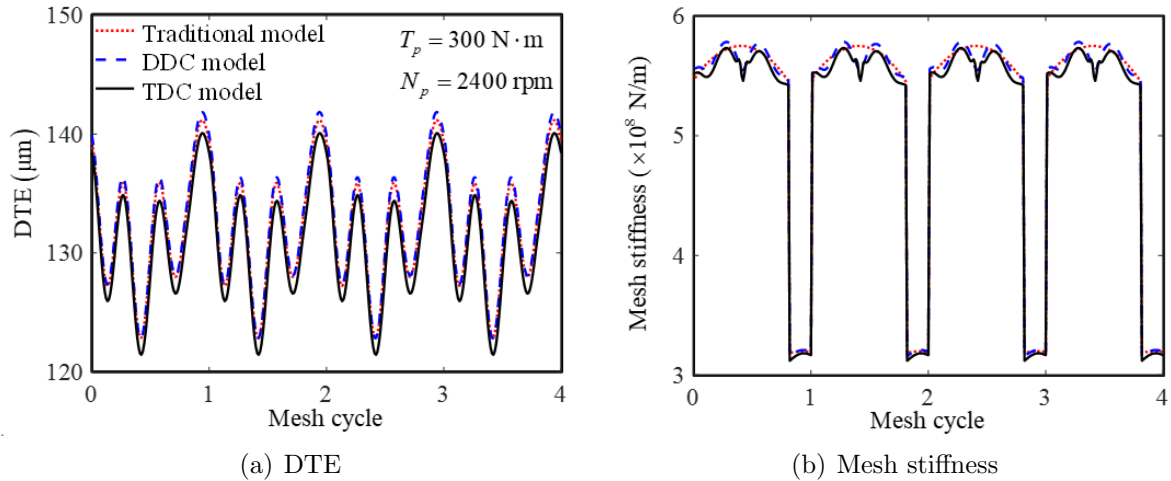 150
140
130
120
DTE (μm)
Traditional model
DDC model
TDC model
T_p = 300 N·m
N_p = 2400 rpm
0 1 2 3 4
Mesh cycle
(a) DTE
6
5
4
3
Mesh stiffness (×10⁸ N/m)
0 1 2 3 4
Mesh cycle
(b) Mesh stiffness